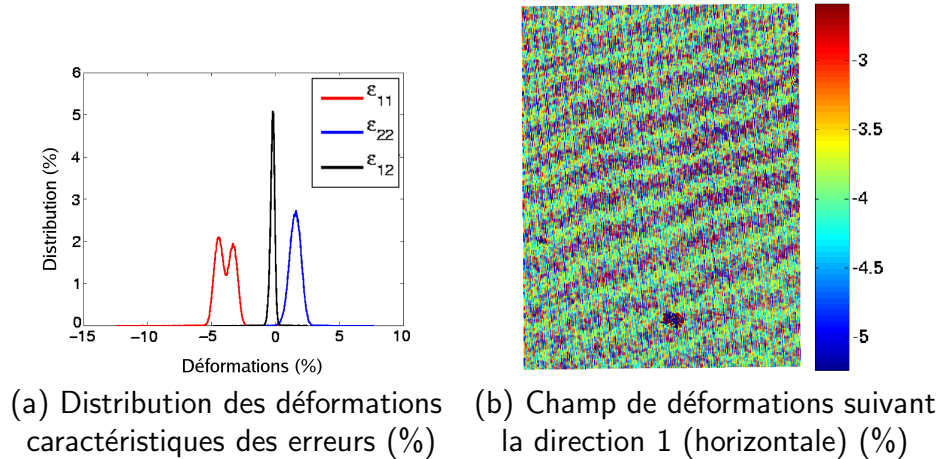 6
5
4
3
2
1
0
Distribution (%)
−15
−10
−5
0
5
10
Déformations (%)
ε11
ε22
ε12
-3
-3.5
-4
-4.5
-5
(a) Distribution des déformations
caractéristiques des erreurs (%)
(b) Champ de déformations suivant
la direction 1 (horizontale) (%)